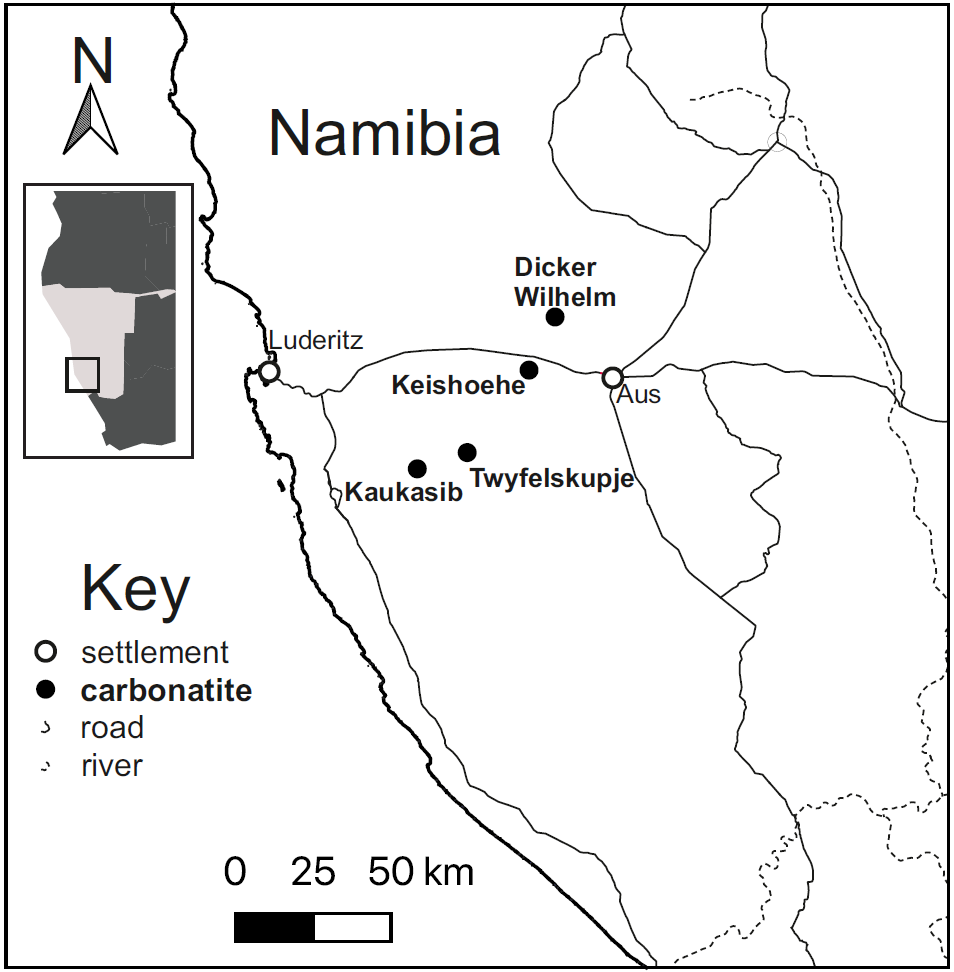 N
Namibia
Dicker
Wilhelm
Luderitz
Keishoehe
Aus
Twyfelskupje
Kaukasib
Key
settlement
carbonatite
road
river
0 25 50 km